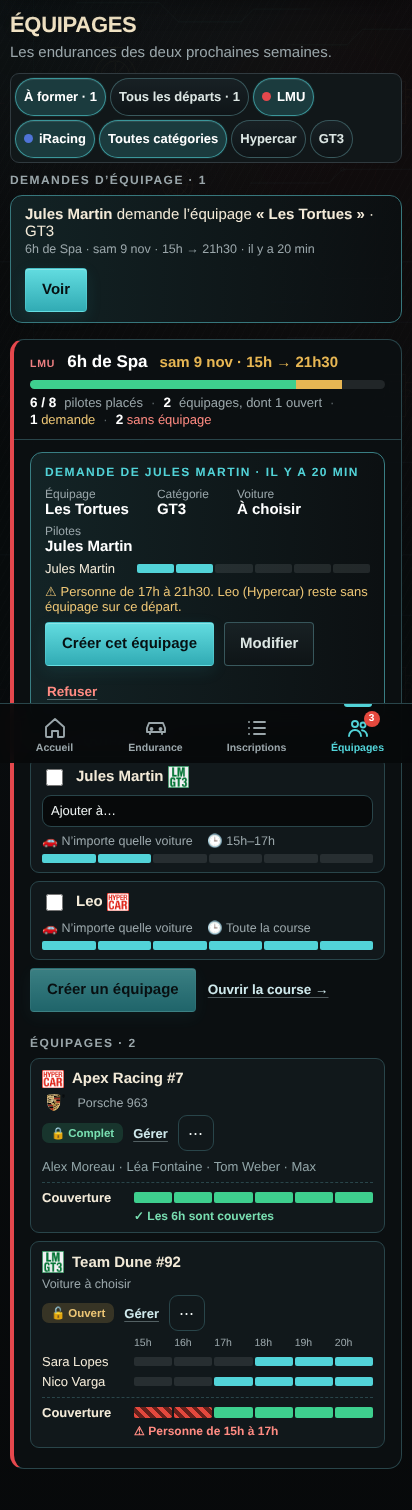 ÉQUIPAGES
Les endurances des deux prochaines semaines.
À former · 1
Tous les départs · 1
LMU
iRacing
Toutes catégories
Hypercar
GT3
DEMANDES D'ÉQUIPAGE · 1
Jules Martin demande l'équipage « Les Tortues » ·
GT3
6h de Spa · sam 9 nov · 15h → 21h30 · il y a 20 min
Voir
LMU 6h de Spa sam 9 nov · 15h → 21h30
6 / 8 pilotes placés · 2 équipages, dont 1 ouvert ·
1 demande · 2 sans équipage
DEMANDE DE JULES MARTIN · IL Y A 20 MIN
Équipage Catégorie Voiture
Les Tortues GT3 À choisir
Pilotes
Jules Martin
Jules Martin
⚠ Personne de 17h à 21h30. Leo (Hypercar) reste sans
équipage sur ce départ.
Créer cet équipage
Modifier
Refuser
3
Accueil
Endurance
Inscriptions
Équipages
Jules Martin LM GT3
Ajouter à…
🚗 N'importe quelle voiture 🕒 15h–17h
Leo HYPER CAR
🚗 N'importe quelle voiture 🕒 Toute la course
Créer un équipage
Ouvrir la course →
ÉQUIPAGES · 2
HYPER CAR Apex Racing #7
Porsche 963
🔒 Complet
Gérer
···
Alex Moreau · Léa Fontaine · Tom Weber · Max
Couverture
✓ Les 6h sont couvertes
LM GT3 Team Dune #92
Voiture à choisir
🔓 Ouvert
Gérer
···
15h 16h 17h 18h 19h 20h
Sara Lopes
Nico Varga
Couverture
⚠ Personne de 15h à 17h